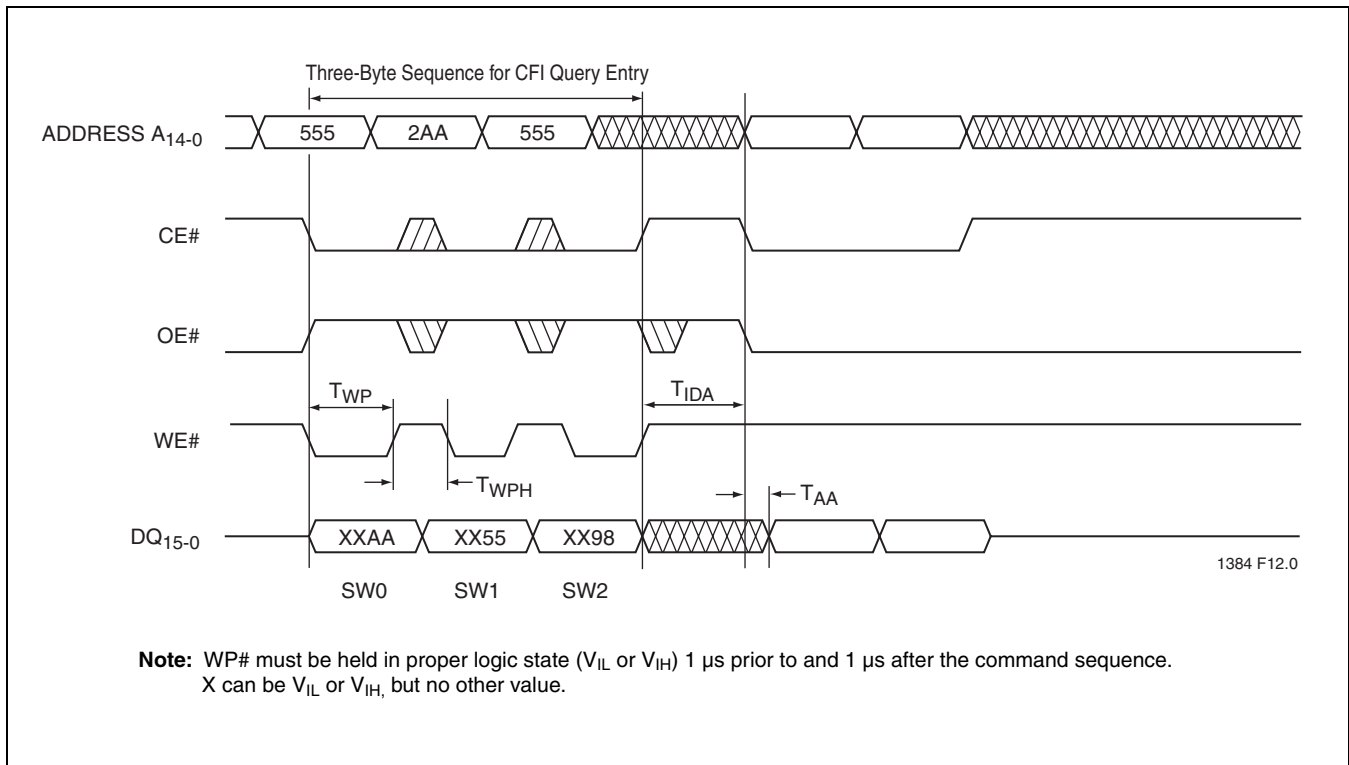 Three-Byte Sequence for CFI Query Entry
ADDRESS A14-0
555
2AA
555
CE#
OE#
TWP
TIDA
WE#
TWPH
TAA
DQ15-0
XXAA
XX55
XX98
1384 F12.0
SW0
SW1
SW2
Note: WP# must be held in proper logic state (VIL or VIH) 1 µs prior to and 1 µs after the command sequence.
X can be VIL or VIH, but no other value.